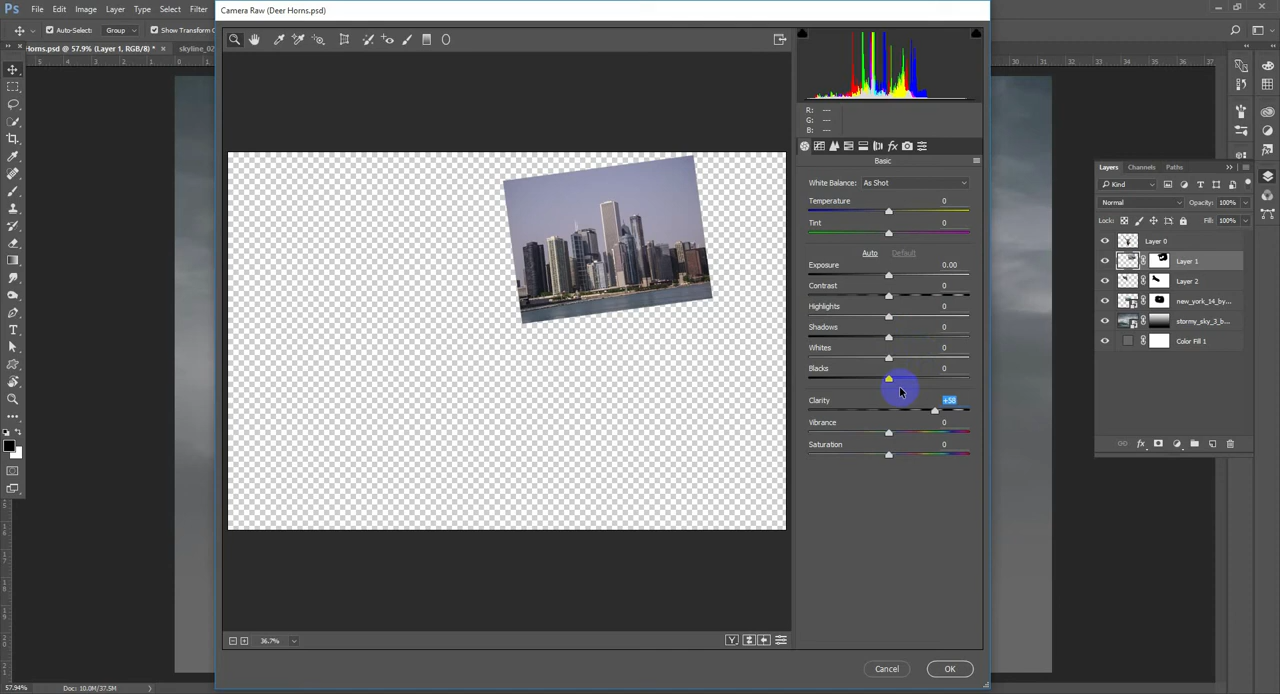 Camera Raw (Deer Horns.psd)
Ps File Edit Image Layer Type Select Filter
Auto-Select: Group Show Transform C
Horns.psd @ 57.9% (Layer 1, RGB/8) * × skyline_02
R: ---
G: ---
B: ---
Basic
White Balance: As Shot
Temperature 0
Tint 0
Auto Default
Exposure 0.00
Contrast 0
Highlights 0
Shadows 0
Whites 0
Blacks 0
Clarity +58
Vibrance 0
Saturation 0
36.7%
Cancel OK
Layers Channels Paths
Kind
Normal Opacity: 100%
Lock: Fill: 100%
Layer 0
Layer 1
Layer 2
new_york_14_by...
stormy_sky_3_b...
Color Fill 1
57.94% Doc: 10.0M/37.5M